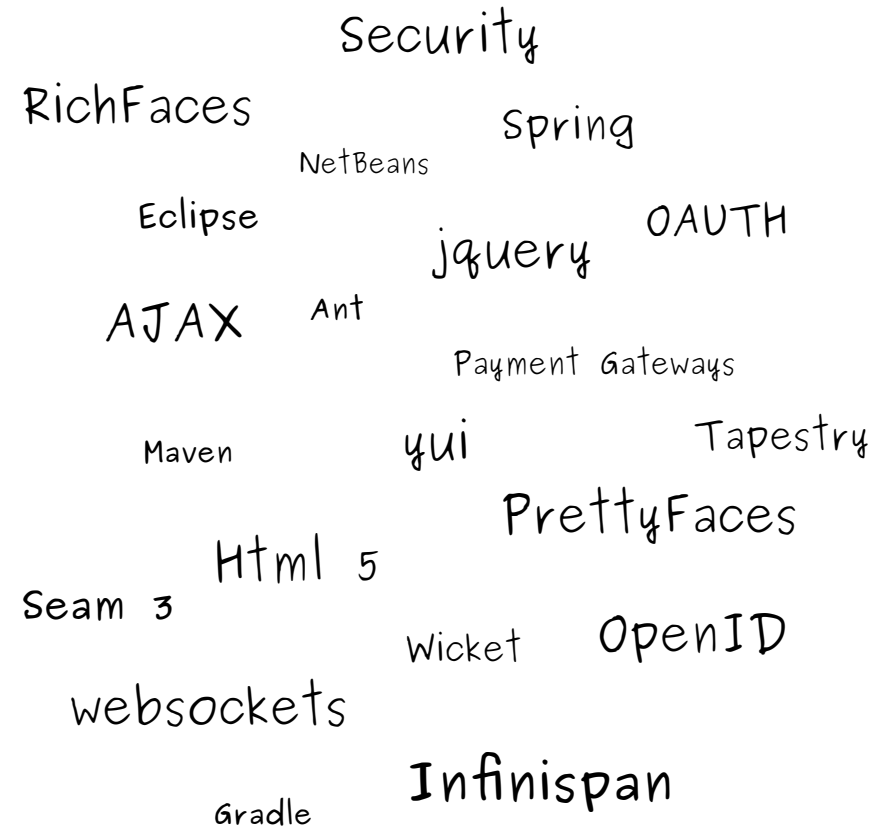 Security
RichFaces
Spring
NetBeans
Eclipse
OAUTH
jquery
AJAX
Ant
Payment Gateways
Maven
yui
Tapestry
PrettyFaces
Html 5
Seam 3
Wicket
OpenID
websockets
Infinispan
Gradle